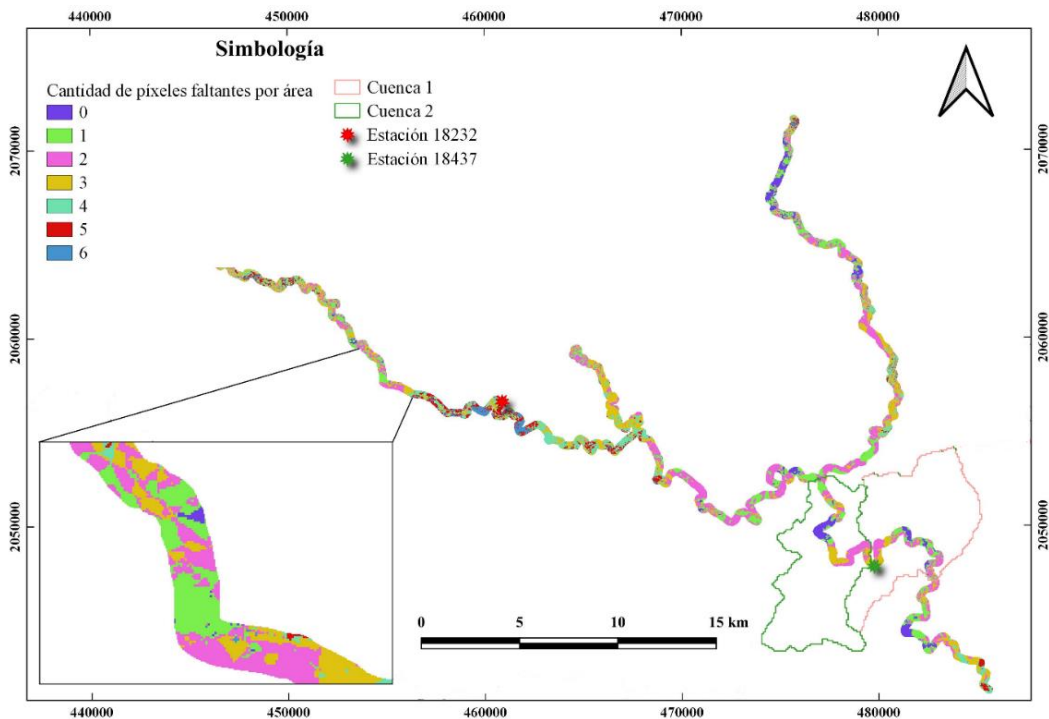 440000 450000 460000 470000 480000
Simbología
Cantidad de píxeles faltantes por área
0
1
2
3
4
5
6
Cuenca 1
Cuenca 2
Estación 18232
Estación 18437
2070000
2070000
2060000
2060000
2050000
2050000
0 5 10 15 km
440000 450000 460000 470000 480000